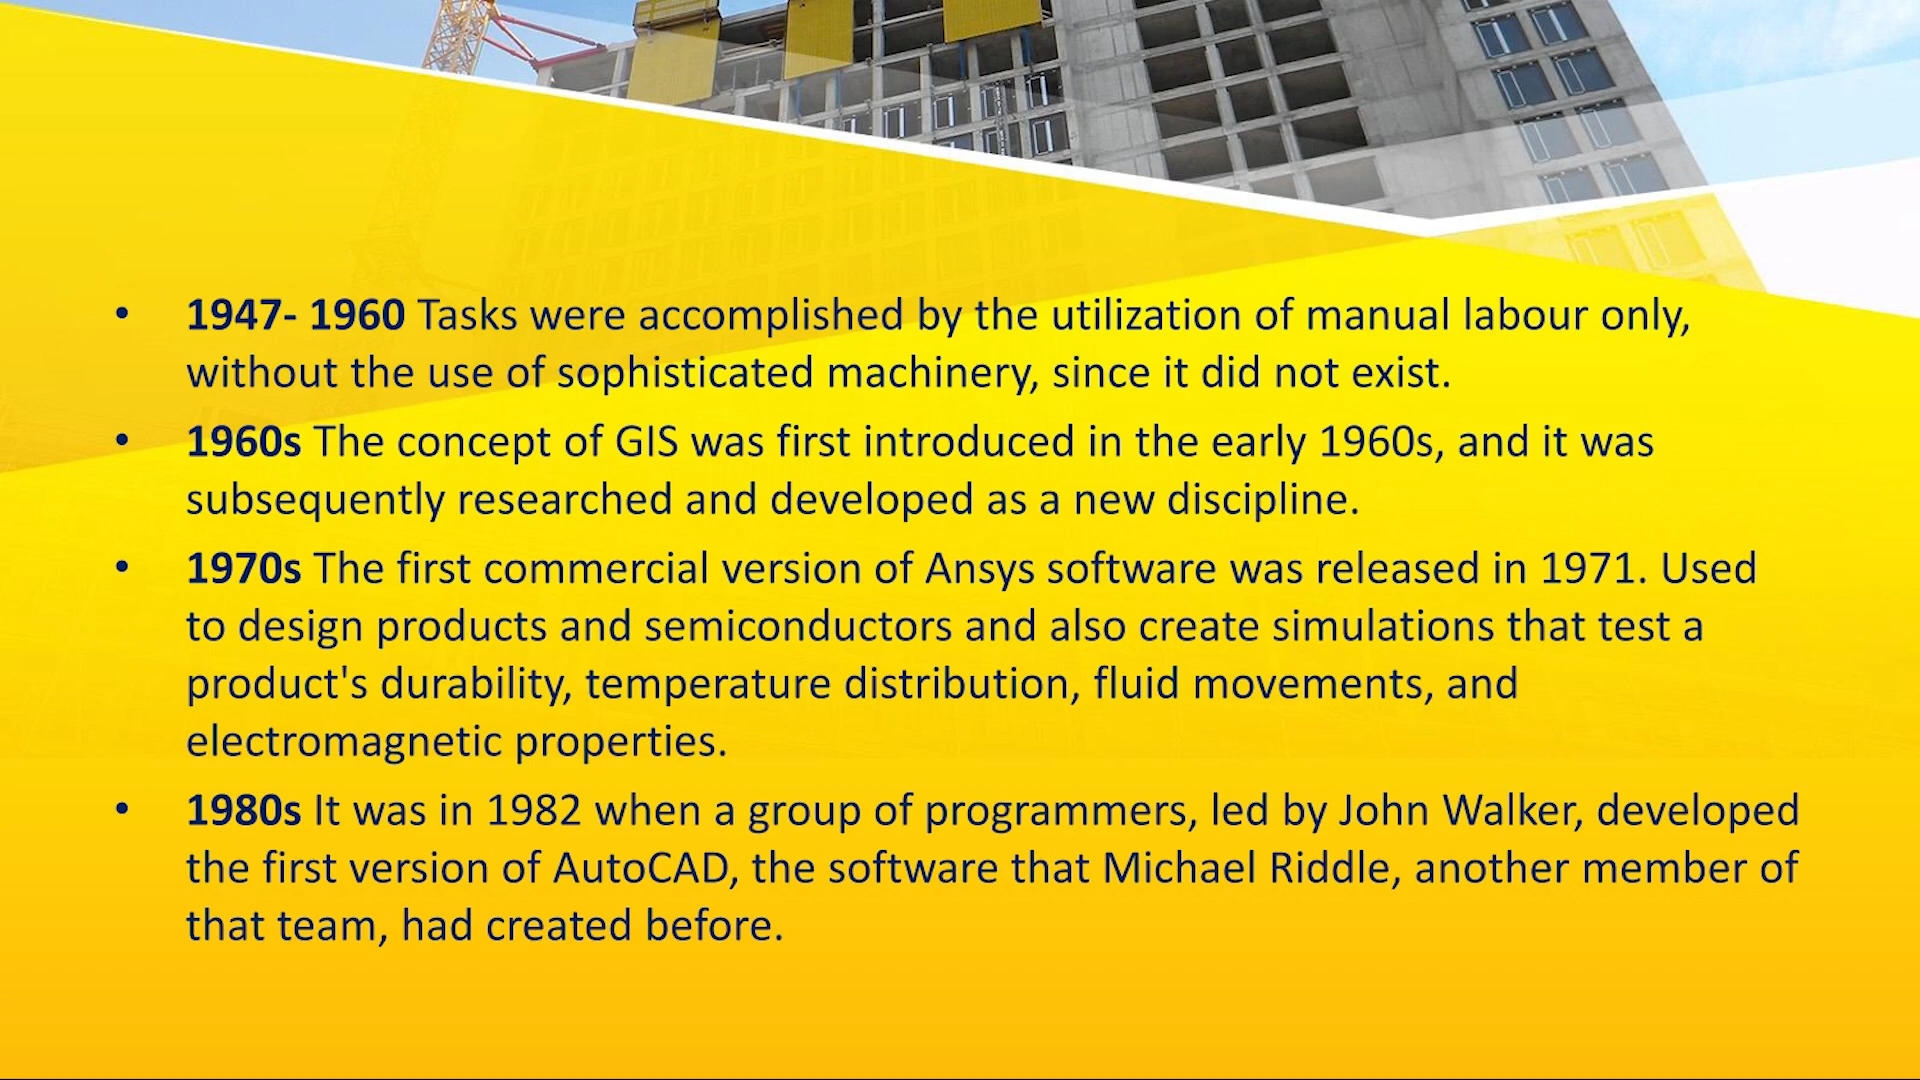 • 1947- 1960 Tasks were accomplished by the utilization of manual labour only,
without the use of sophisticated machinery, since it did not exist.
• 1960s The concept of GIS was first introduced in the early 1960s, and it was
subsequently researched and developed as a new discipline.
• 1970s The first commercial version of Ansys software was released in 1971. Used
to design products and semiconductors and also create simulations that test a
product's durability, temperature distribution, fluid movements, and
electromagnetic properties.
• 1980s It was in 1982 when a group of programmers, led by John Walker, developed
the first version of AutoCAD, the software that Michael Riddle, another member of
that team, had created before.